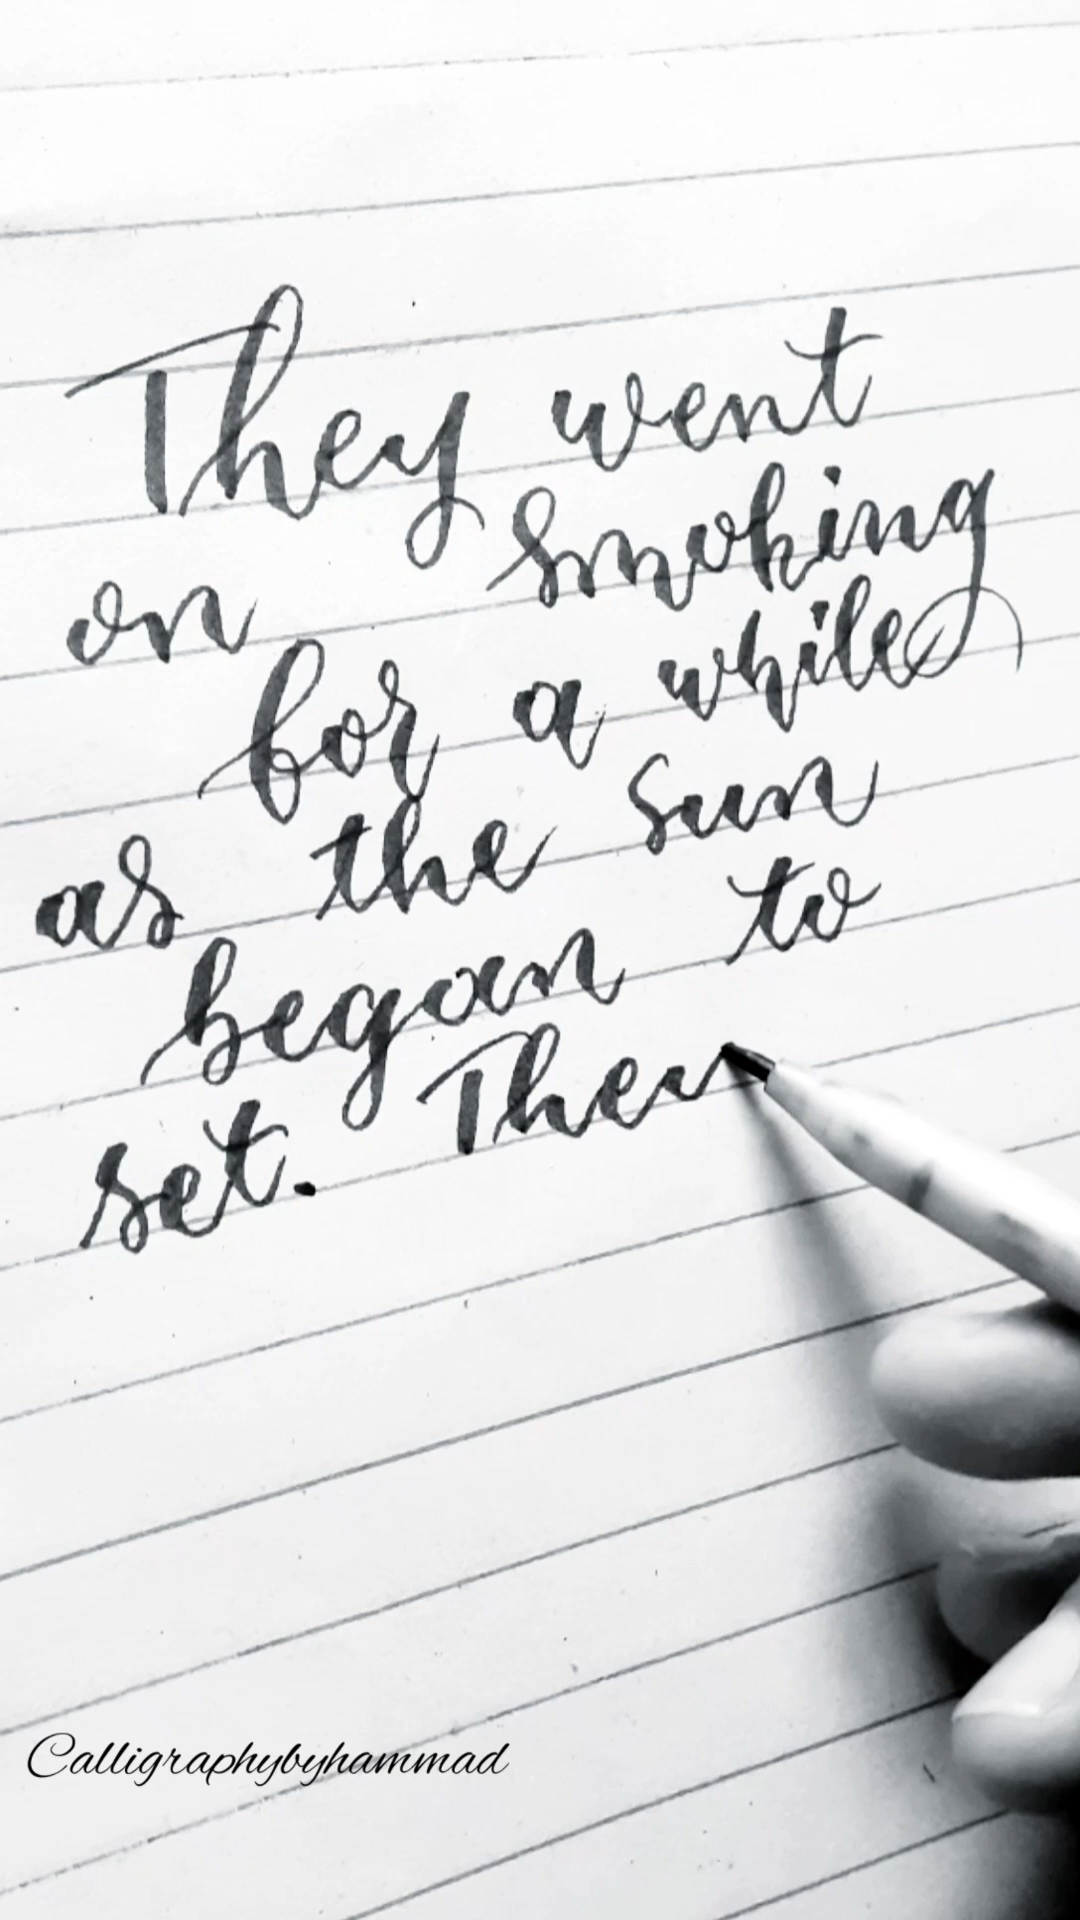 They went
on smoking
for a while
as the sun
began to
set. Then
Calligraphybyhammad